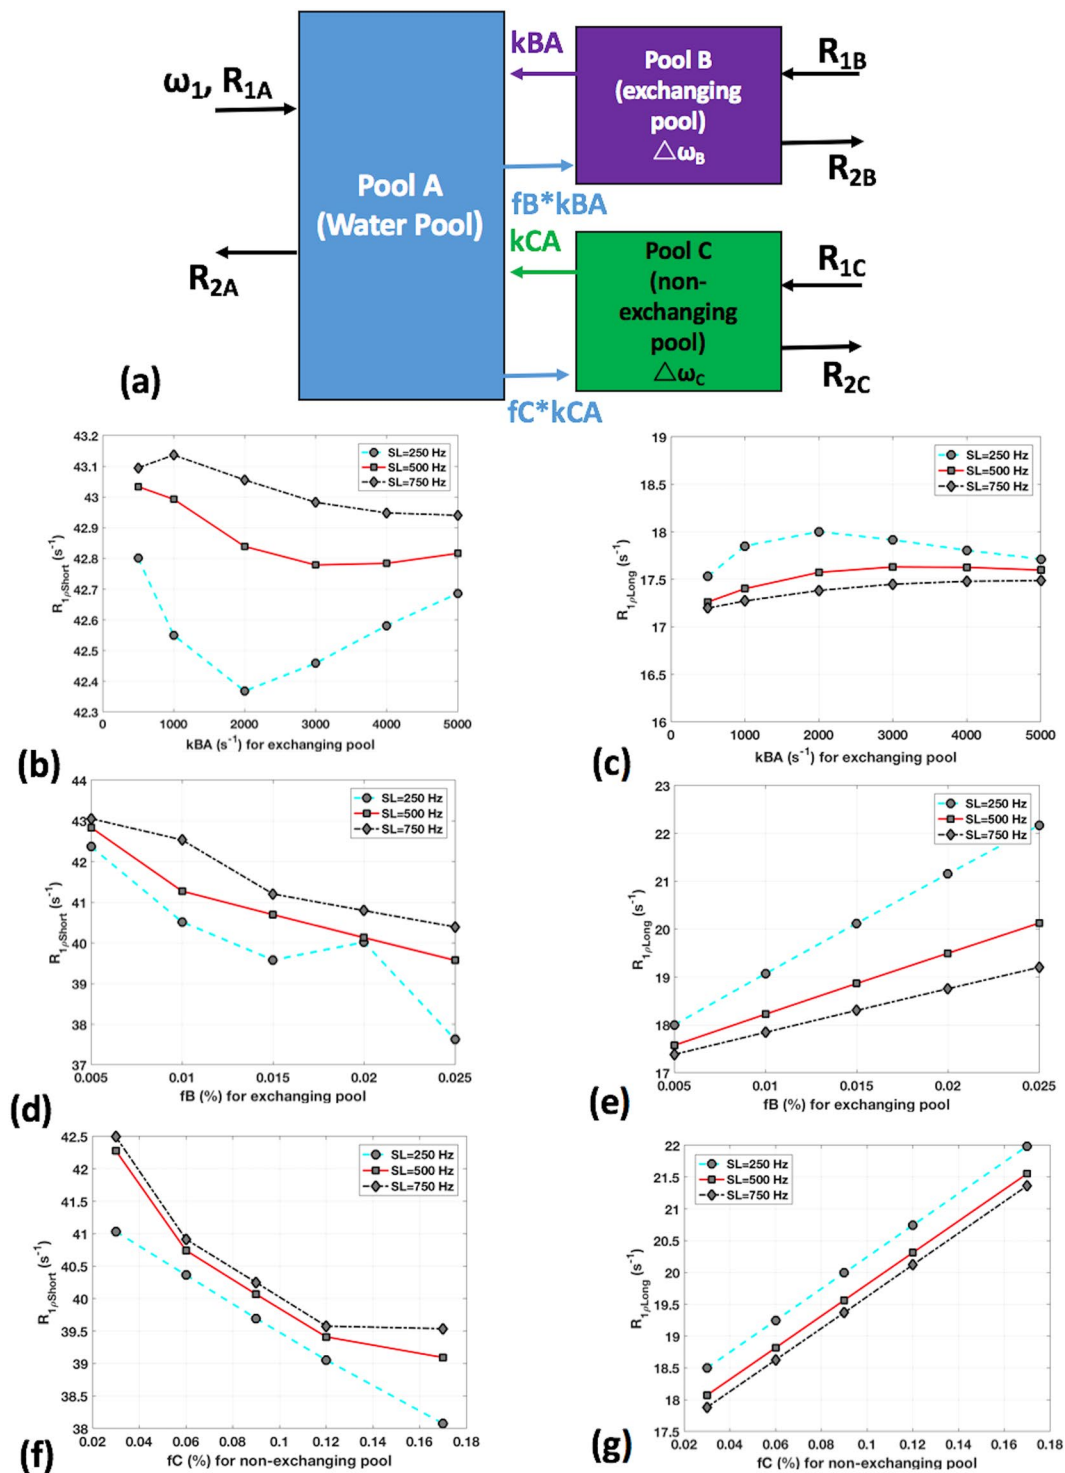 ω1, R1A
R2A
Pool A
(Water Pool)
kBA
fB*kBA
kCA
fC*kCA
Pool B
(exchanging
pool)
△ωB
Pool C
(non-
exchanging
pool)
△ωC
R1B
R2B
R1C
R2C
(a)
43.2
43.1
43
42.9
42.8
42.7
42.6
42.5
42.4
42.3
R1ρShort (s-1)
SL=250 Hz
SL=500 Hz
SL=750 Hz
0 1000 2000 3000 4000 5000
kBA (s-1) for exchanging pool
(b)
19
18.5
18
17.5
17
16.5
16
R1ρLong (s-1)
SL=250 Hz
SL=500 Hz
SL=750 Hz
0 1000 2000 3000 4000 5000
kBA (s-1) for exchanging pool
(c)
44
43
42
41
40
39
38
37
R1ρShort (s-1)
SL=250 Hz
SL=500 Hz
SL=750 Hz
0.005 0.01 0.015 0.02 0.025
fB (%) for exchanging pool
(d)
23
22
21
20
19
18
17
R1ρLong (s-1)
SL=250 Hz
SL=500 Hz
SL=750 Hz
0.005 0.01 0.015 0.02 0.025
fB (%) for exchanging pool
(e)
42.5
42
41.5
41
40.5
40
39.5
39
38.5
38
R1ρShort (s-1)
SL=250 Hz
SL=500 Hz
SL=750 Hz
0.02 0.04 0.06 0.08 0.1 0.12 0.14 0.16 0.18
fC (%) for non-exchanging pool
(f)
22
21.5
21
20.5
20
19.5
19
18.5
18
17.5
R1ρLong (s-1)
SL=250 Hz
SL=500 Hz
SL=750 Hz
0.02 0.04 0.06 0.08 0.1 0.12 0.14 0.16 0.18
fC (%) for non-exchanging pool
(g)